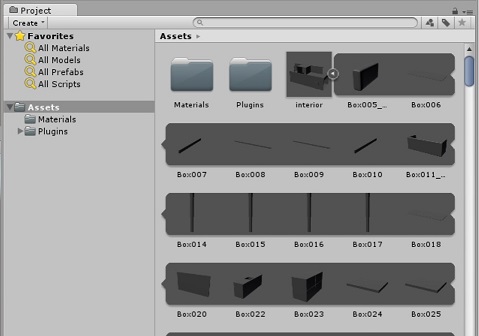 Project
Create
Favorites
All Materials
All Models
All Prefabs
All Scripts
Assets
Materials
Plugins
Assets
Materials Plugins interior Box005_.. Box006
Box007 Box008 Box009 Box010 Box011_..
Box014 Box015 Box016 Box017 Box018
Box020 Box022 Box023 Box024 Box025